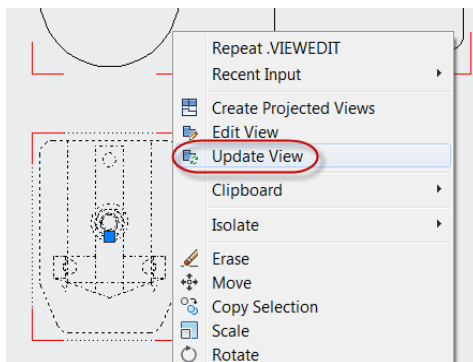 Repeat .VIEWEDIT
Recent Input
Create Projected Views
Edit View
Update View
Clipboard
Isolate
Erase
Move
Copy Selection
Scale
Rotate